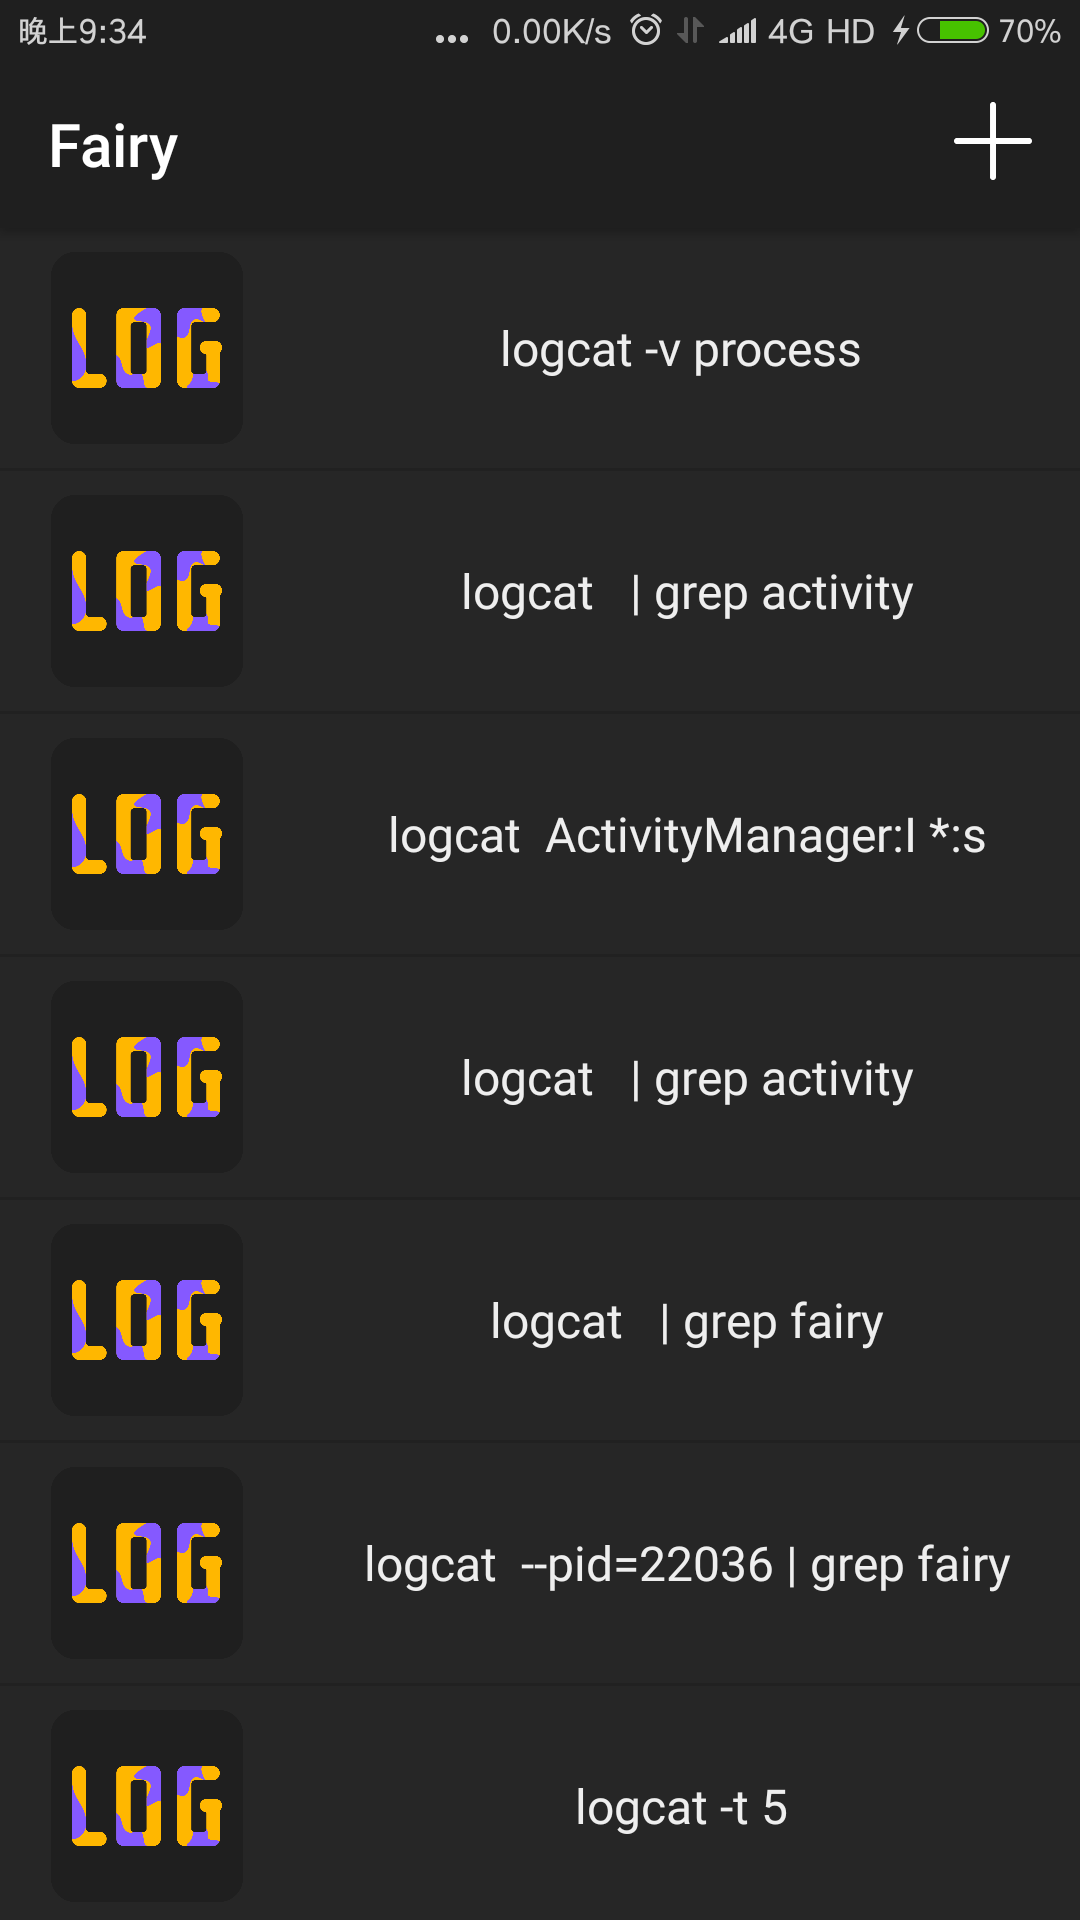 晚上9:34 ... 0.00K/s 4G HD 70%
Fairy
LOG logcat -v process
LOG logcat | grep activity
LOG logcat ActivityManager:I *:s
LOG logcat | grep activity
LOG logcat | grep fairy
LOG logcat --pid=22036 | grep fairy
LOG logcat -t 5